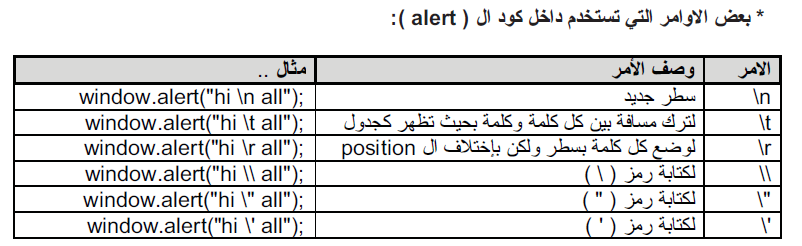 * بعض الاوامر التي تستخدم داخل كود ال ( alert ):
الامر وصف الأمر مثال ..
\n سطر جديد window.alert("hi \n all");
\t لترك مسافة بين كل كلمة وكلمة بحيث تظهر كجدول window.alert("hi \t all");
\r لوضع كل كلمة بسطر ولكن بإختلاف ال position window.alert("hi \r all");
\\ لكتابة رمز ( \ ) window.alert("hi \\ all");
\" لكتابة رمز ( " ) window.alert("hi \" all");
\' لكتابة رمز ( ' ) window.alert("hi \' all");